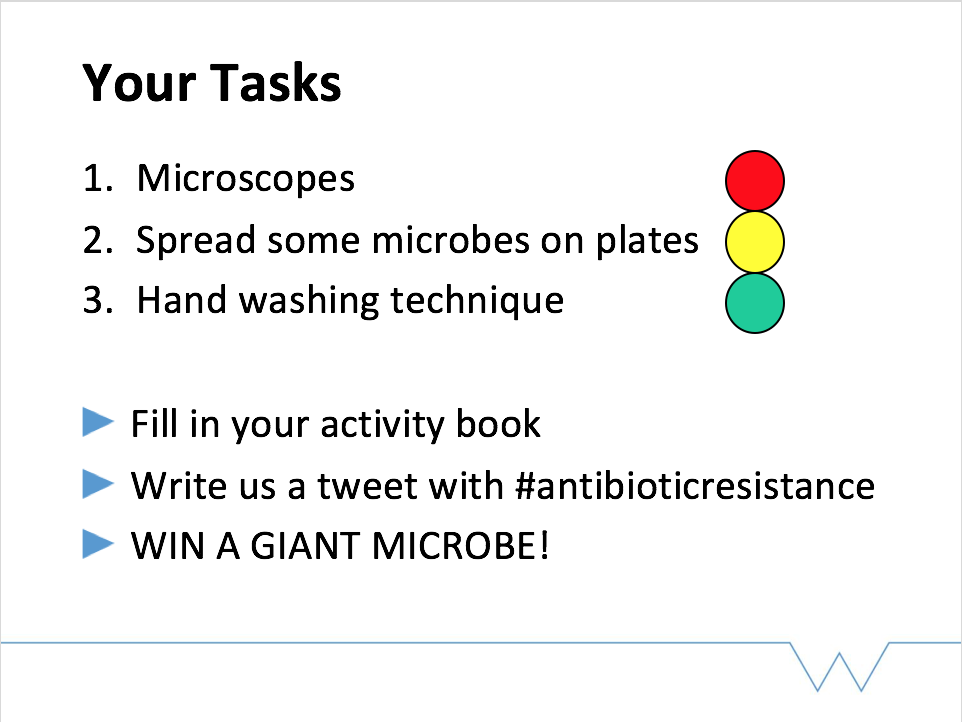 Your Tasks
1. Microscopes
2. Spread some microbes on plates
3. Hand washing technique
Fill in your activity book
Write us a tweet with #antibioticresistance
WIN A GIANT MICROBE!